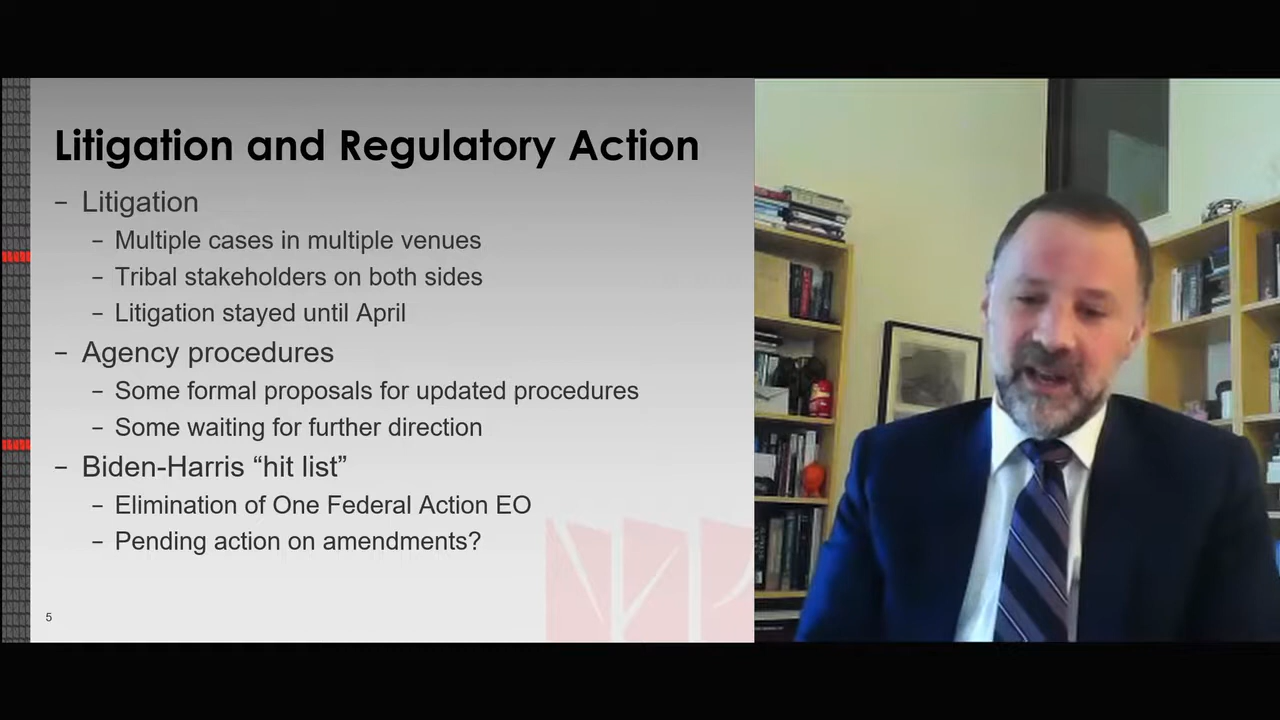 Litigation and Regulatory Action
– Litigation
– Multiple cases in multiple venues
– Tribal stakeholders on both sides
– Litigation stayed until April
– Agency procedures
– Some formal proposals for updated procedures
– Some waiting for further direction
– Biden-Harris “hit list”
– Elimination of One Federal Action EO
– Pending action on amendments?
5